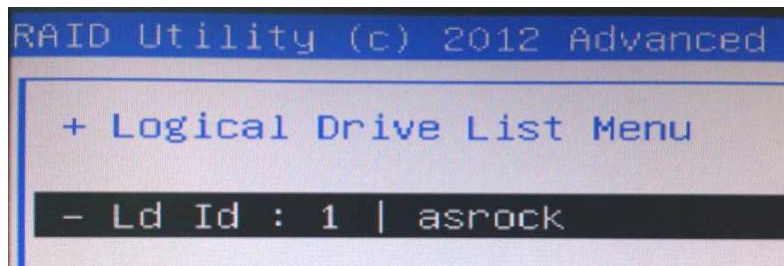 RAID Utility (c) 2012 Advanced
+ Logical Drive List Menu
- Ld Id : 1 | asrock